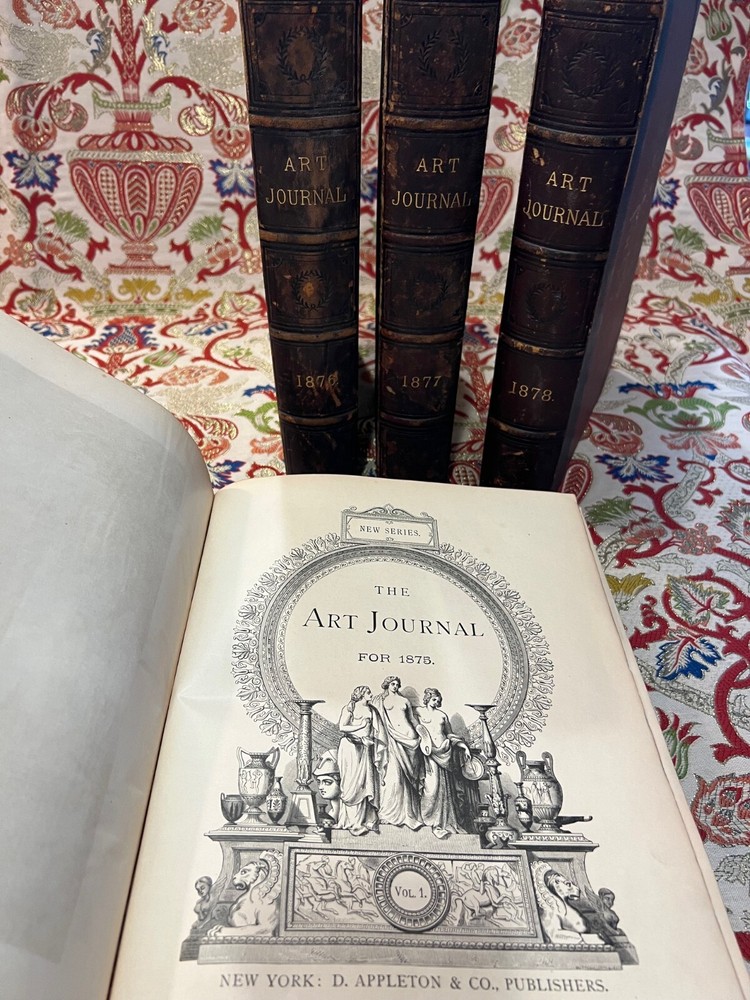 ART
JOURNAL
1876
ART
JOURNAL
1877
ART
JOURNAL
1878.
NEW SERIES.
THE
ART JOURNAL
FOR 1875.
VOL. 1.
NEW YORK: D. APPLETON & CO., PUBLISHERS.